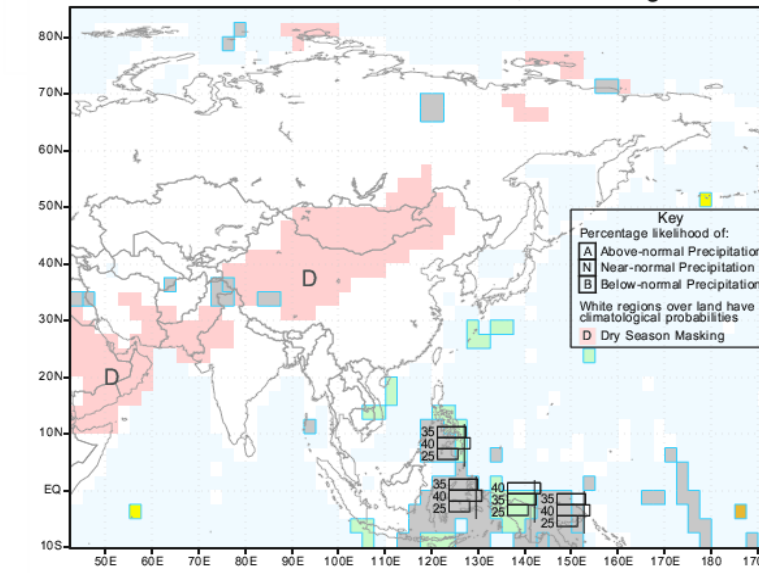 80N
70N
60N
50N
40N
30N
20N
10N
EQ
10S
D
D
Key
Percentage likelihood of:
A Above-normal Precipitation
N Near-normal Precipitation
B Below-normal Precipitation
White regions over land have
climatological probabilities
D Dry Season Masking
35
40
25
35
40
25
40
35
25
35
40
25
50E 60E 70E 80E 90E 100E 110E 120E 130E 140E 150E 160E 170E 180 170